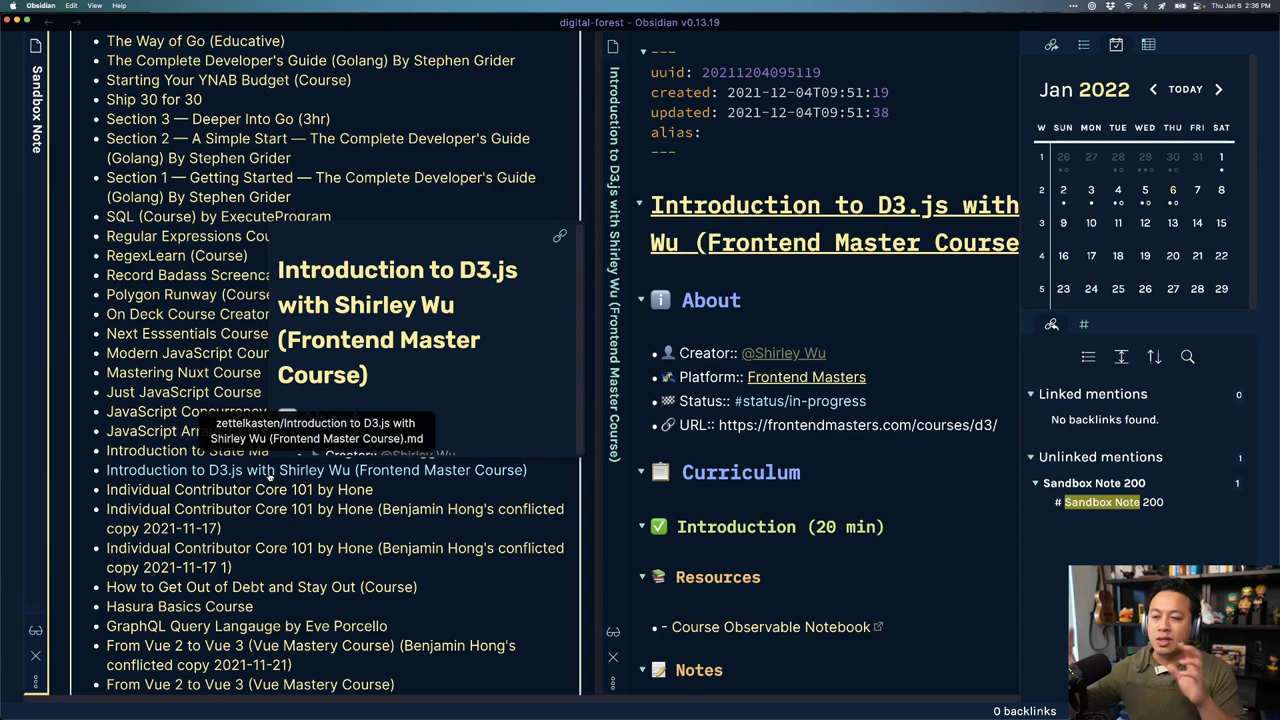 Obsidian Edit View Help
Thu Jan 6 2:36 PM
digital-forest - Obsidian v0.13.19
Sandbox Note
The Way of Go (Educative)
The Complete Developer's Guide (Golang) By Stephen Grider
Starting Your YNAB Budget (Course)
Ship 30 for 30
Section 3 — Deeper Into Go (3hr)
Section 2 — A Simple Start — The Complete Developer's Guide
(Golang) By Stephen Grider
Section 1 — Getting Started — The Complete Developer's Guide
(Golang) By Stephen Grider
SQL (Course) by ExecuteProgram
Regular Expressions Cou
RegexLearn (Course)
Record Badass Screenca
Polygon Runway (Course
On Deck Course Creator
Next Esssentials Course
Modern JavaScript Cour
Mastering Nuxt Course
Just JavaScript Course
JavaScript Concurrency
JavaScript Ar
Introduction to State Ma
Introduction to D3.js with Shirley Wu (Frontend Master Course)
Individual Contributor Core 101 by Hone
Individual Contributor Core 101 by Hone (Benjamin Hong's conflicted
copy 2021-11-17)
Individual Contributor Core 101 by Hone (Benjamin Hong's conflicted
copy 2021-11-17 1)
How to Get Out of Debt and Stay Out (Course)
Hasura Basics Course
GraphQL Query Langauge by Eve Porcello
From Vue 2 to Vue 3 (Vue Mastery Course) (Benjamin Hong's
conflicted copy 2021-11-21)
From Vue 2 to Vue 3 (Vue Mastery Course)
Introduction to D3.js
with Shirley Wu
(Frontend Master
Course)
About
Creator:: @Shirley Wu
zettelkasten/Introduction to D3.js with
Shirley Wu (Frontend Master Course).md
Introduction to D3.js with Shirley Wu (Frontend Master Course)
---
uuid: 20211204095119
created: 2021-12-04T09:51:19
updated: 2021-12-04T09:51:38
alias:
---
Introduction to D3.js with
Wu (Frontend Master Course
About
Creator:: @Shirley Wu
Platform:: Frontend Masters
Status:: #status/in-progress
URL:: https://frontendmasters.com/courses/d3/
Curriculum
Introduction (20 min)
Resources
- Course Observable Notebook
Notes
Jan 2022 TODAY
W SUN MON TUE WED THU FRI SAT
1 26 27 28 29 30 31 1
2 2 3 4 5 6 7 8
3 9 10 11 12 13 14 15
4 16 17 18 19 20 21 22
5 23 24 25 26 27 28 29
#
Linked mentions 0
No backlinks found.
Unlinked mentions 1
Sandbox Note 200 1
# Sandbox Note 200
0 backlinks